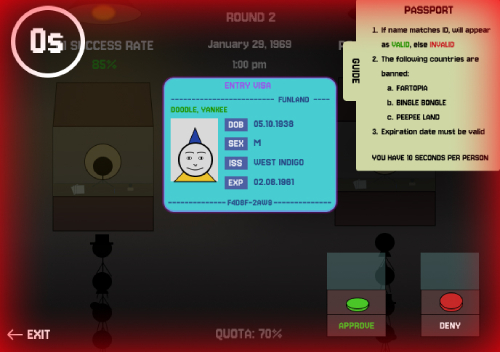 0s
ROUND 2
SUCCESS RATE
85%
January 29, 1969
1:00 pm
ENTRY VISA
FUNLAND
DOODLE, YANKEE
DOB 05.10.1938
SEX M
ISS WEST INDIGO
EXP 02.08.1961
F4D8F-2AW6
GUIDE
PASSPORT
1. If name matches ID, will appear
as VALID, else INVALID
2. The following countries are
banned:
a. FARTOPIA
b. BINGLE BONGLE
c. PEEPEE LAND
3. Expiration date must be valid
YOU HAVE 10 SECONDS PER PERSON
APPROVE
DENY
EXIT
QUOTA: 70%